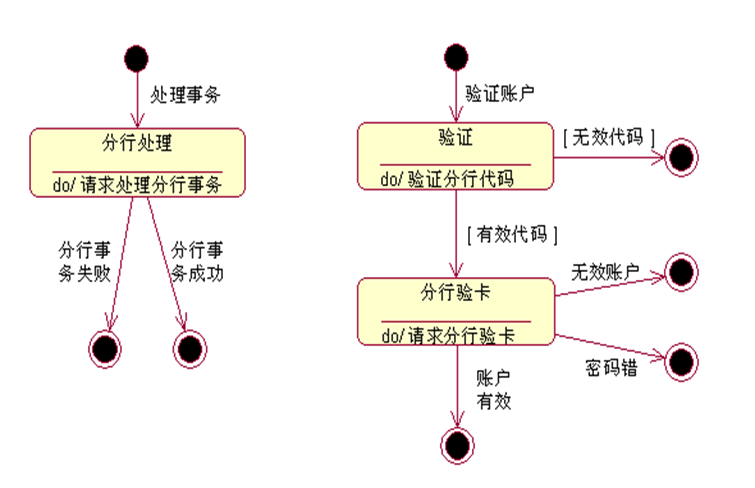 处理事务
分行处理
do/请求处理分行事务
分行事
务失败
分行事
务成功
验证账户
验证
do/验证分行代码
[无效代码]
[有效代码]
分行验卡
do/请求分行验卡
无效账户
密码错
账户
有效